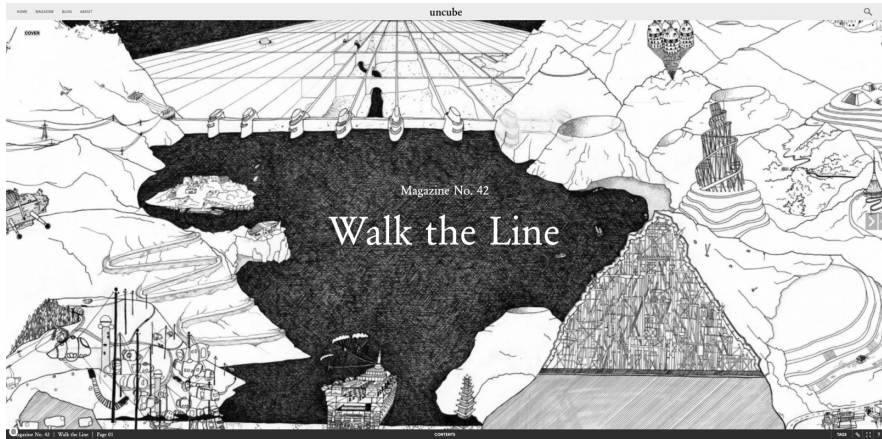 HOME MAGAZINE BLOG ABOUT
uncube
COVER
Magazine No. 42
Walk the Line
Magazine No. 42 | Walk the Line | Page 01
CONTENTS
TAGS
?